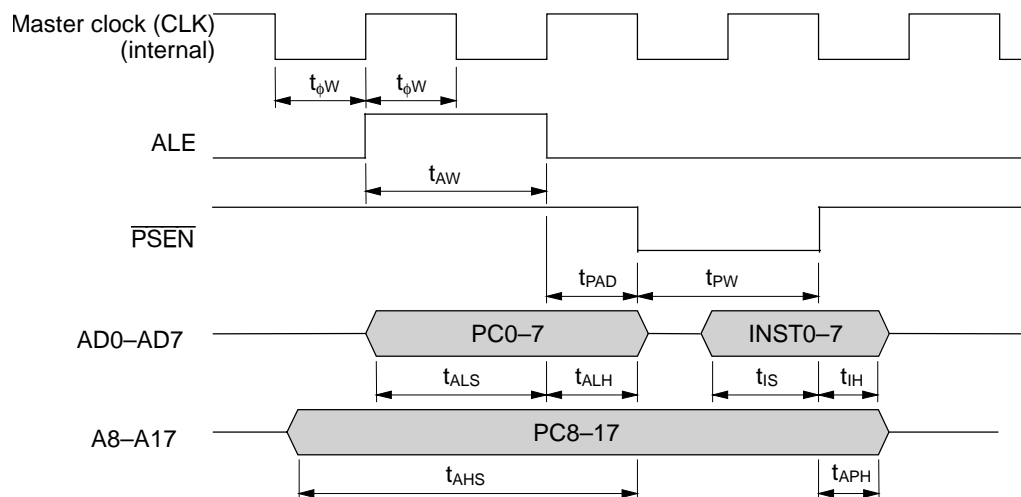 Master clock (CLK)
(internal)
tϕW tϕW
ALE
tAW
PSEN
tPAD tPW
AD0–AD7 PC0–7 INST0–7
tALS tALH tIS tIH
A8–A17 PC8–17
tAHS tAPH